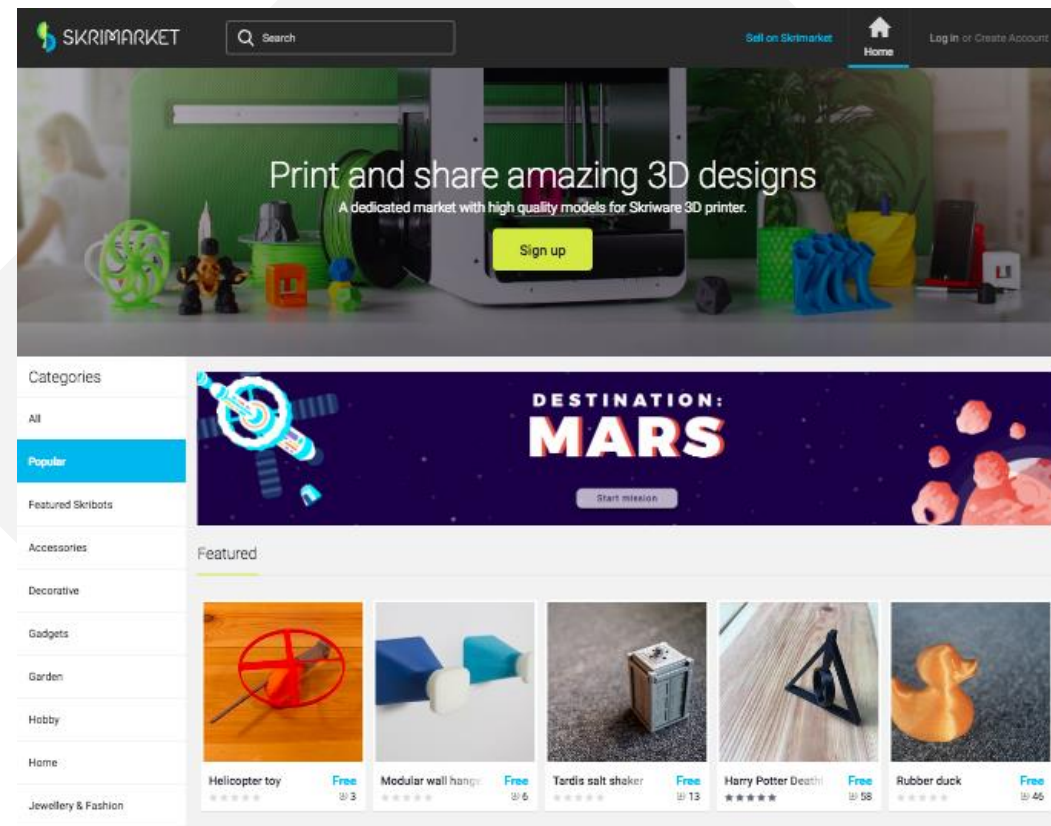 SKRIMARKET
Search
Sell on Skrimarket
Home
Log in or Create Account
Print and share amazing 3D designs
A dedicated market with high quality models for Skriware 3D printer.
Sign up
Categories
All
Popular
Featured Skribots
Accessories
Decorative
Gadgets
Garden
Hobby
Home
Jewellery & Fashion
DESTINATION:
MARS
Start mission
Featured
Helicopter toy Free
3
Modular wall hange Free
6
Tardis salt shaker Free
13
Harry Potter Deathl Free
58
Rubber duck Free
46